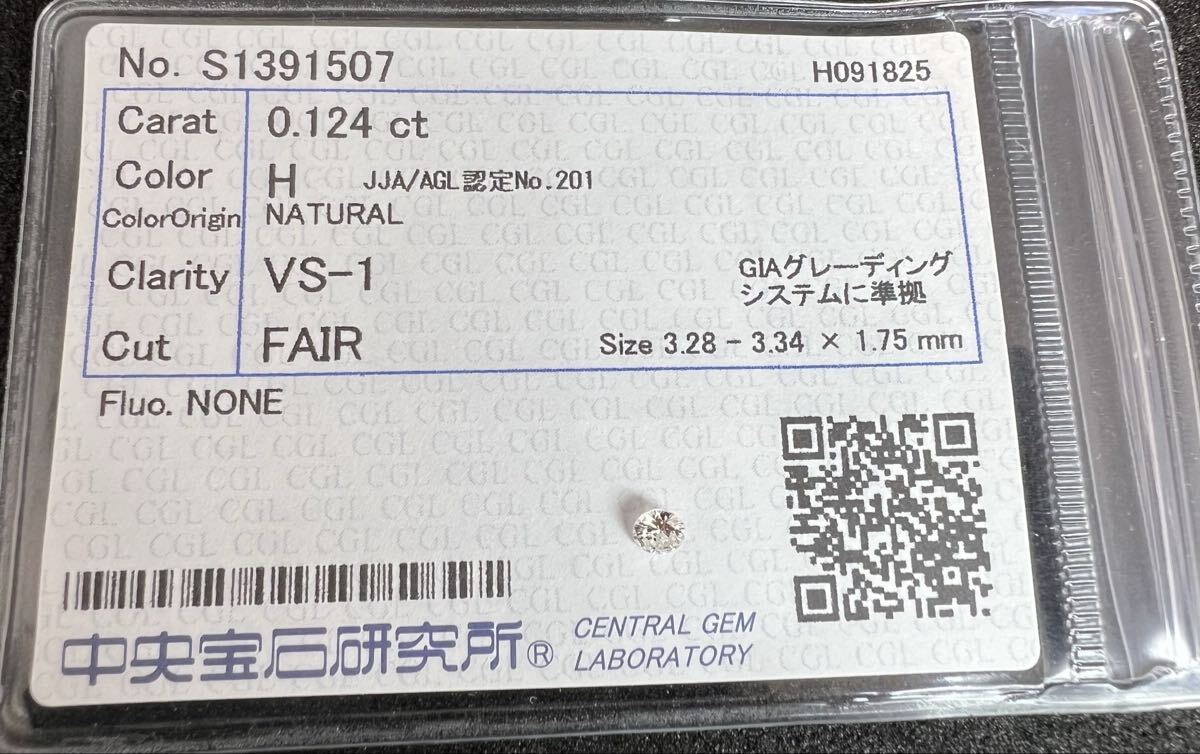 No. S1391507 H091825
Carat 0.124 ct
Color H JJA/AGL認定No.201
ColorOrigin NATURAL
Clarity VS-1 GIAグレーディング
システムに準拠
Cut FAIR Size 3.28 - 3.34 × 1.75 mm
Fluo. NONE
中央宝石研究所® CENTRAL GEM
LABORATORY